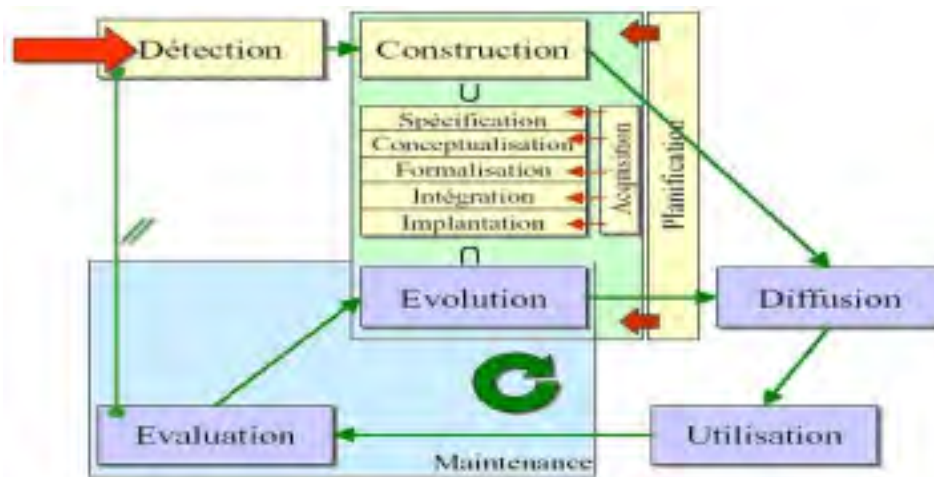 Détection
Construction
Spécification
Conceptualisation
Formalisation
Intégration
Implantation
Acquisition
Planification
Evolution
Diffusion
Evaluation
Utilisation
Maintenance